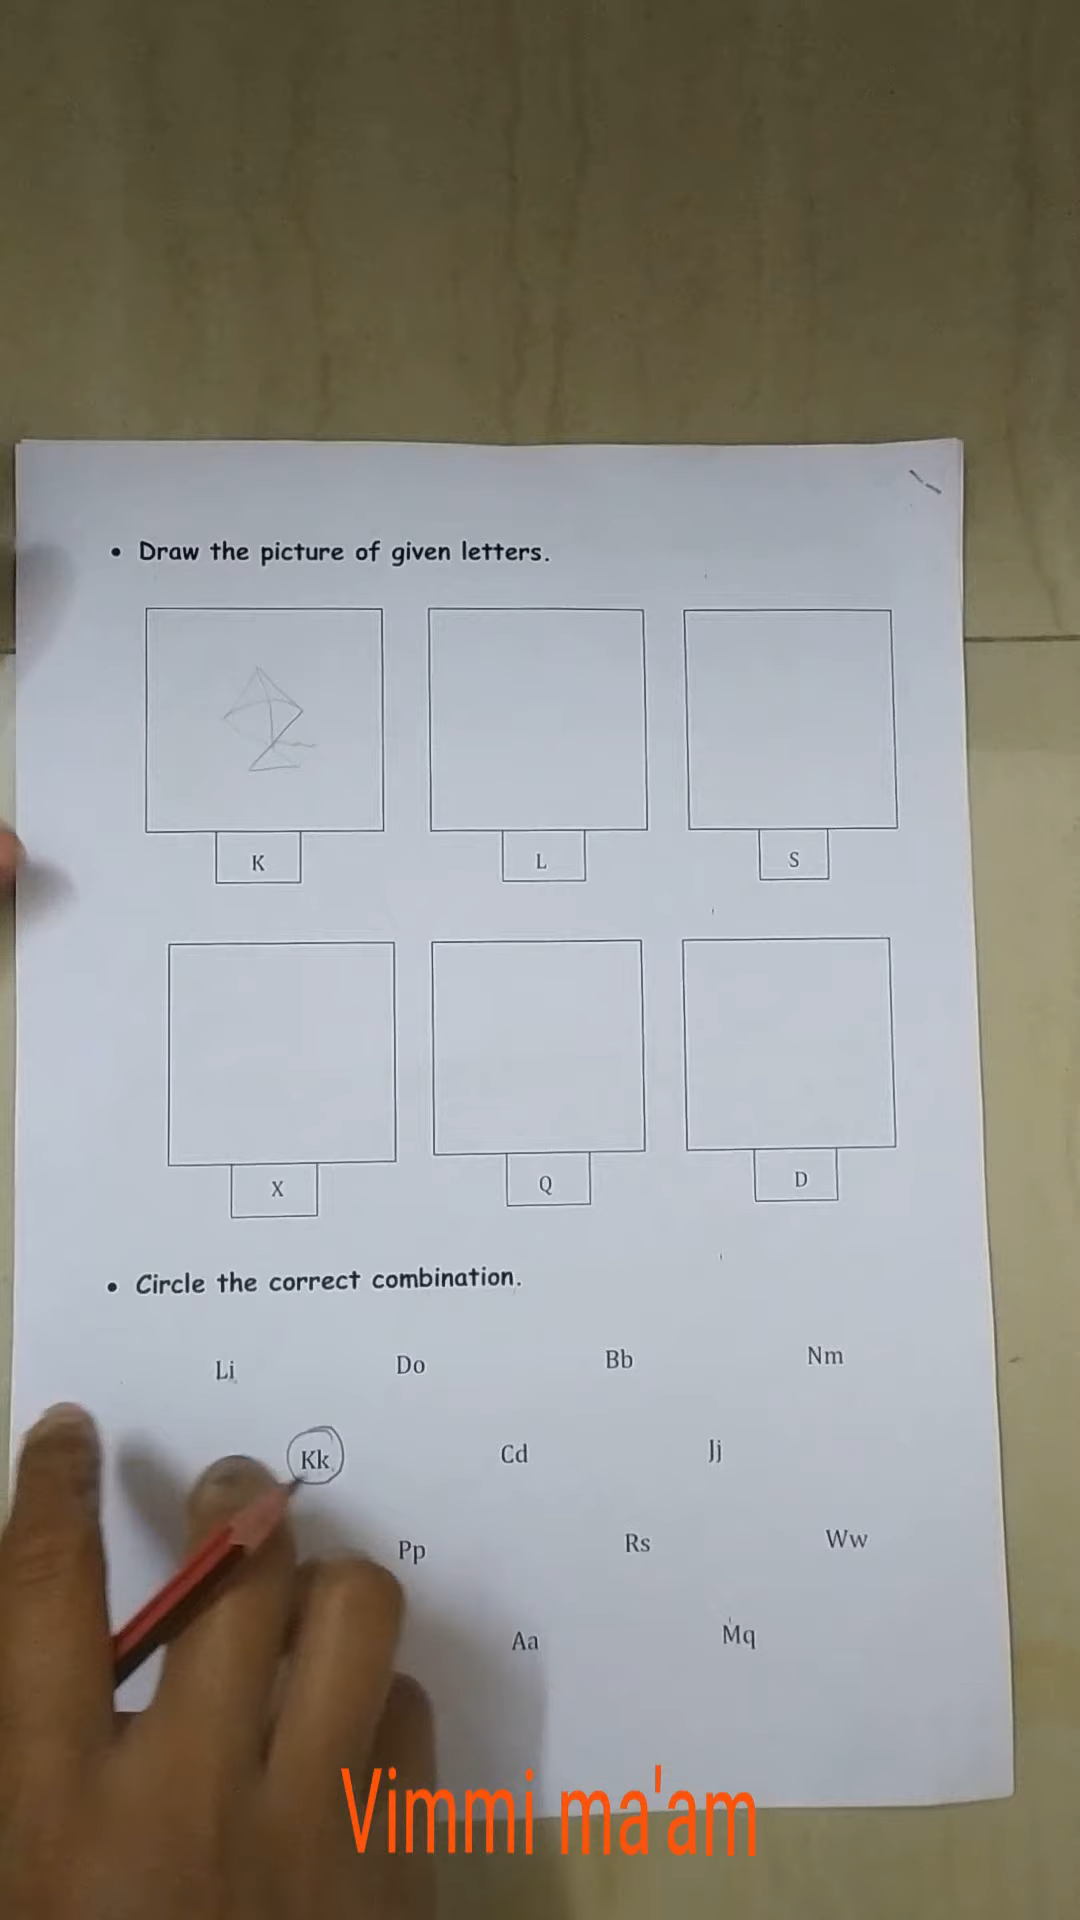 • Draw the picture of given letters.
K L S
X Q D
• Circle the correct combination.
Li Do Bb Nm
Kk Cd Jj
Pp Rs Ww
Aa Mq
Vimmi ma'am